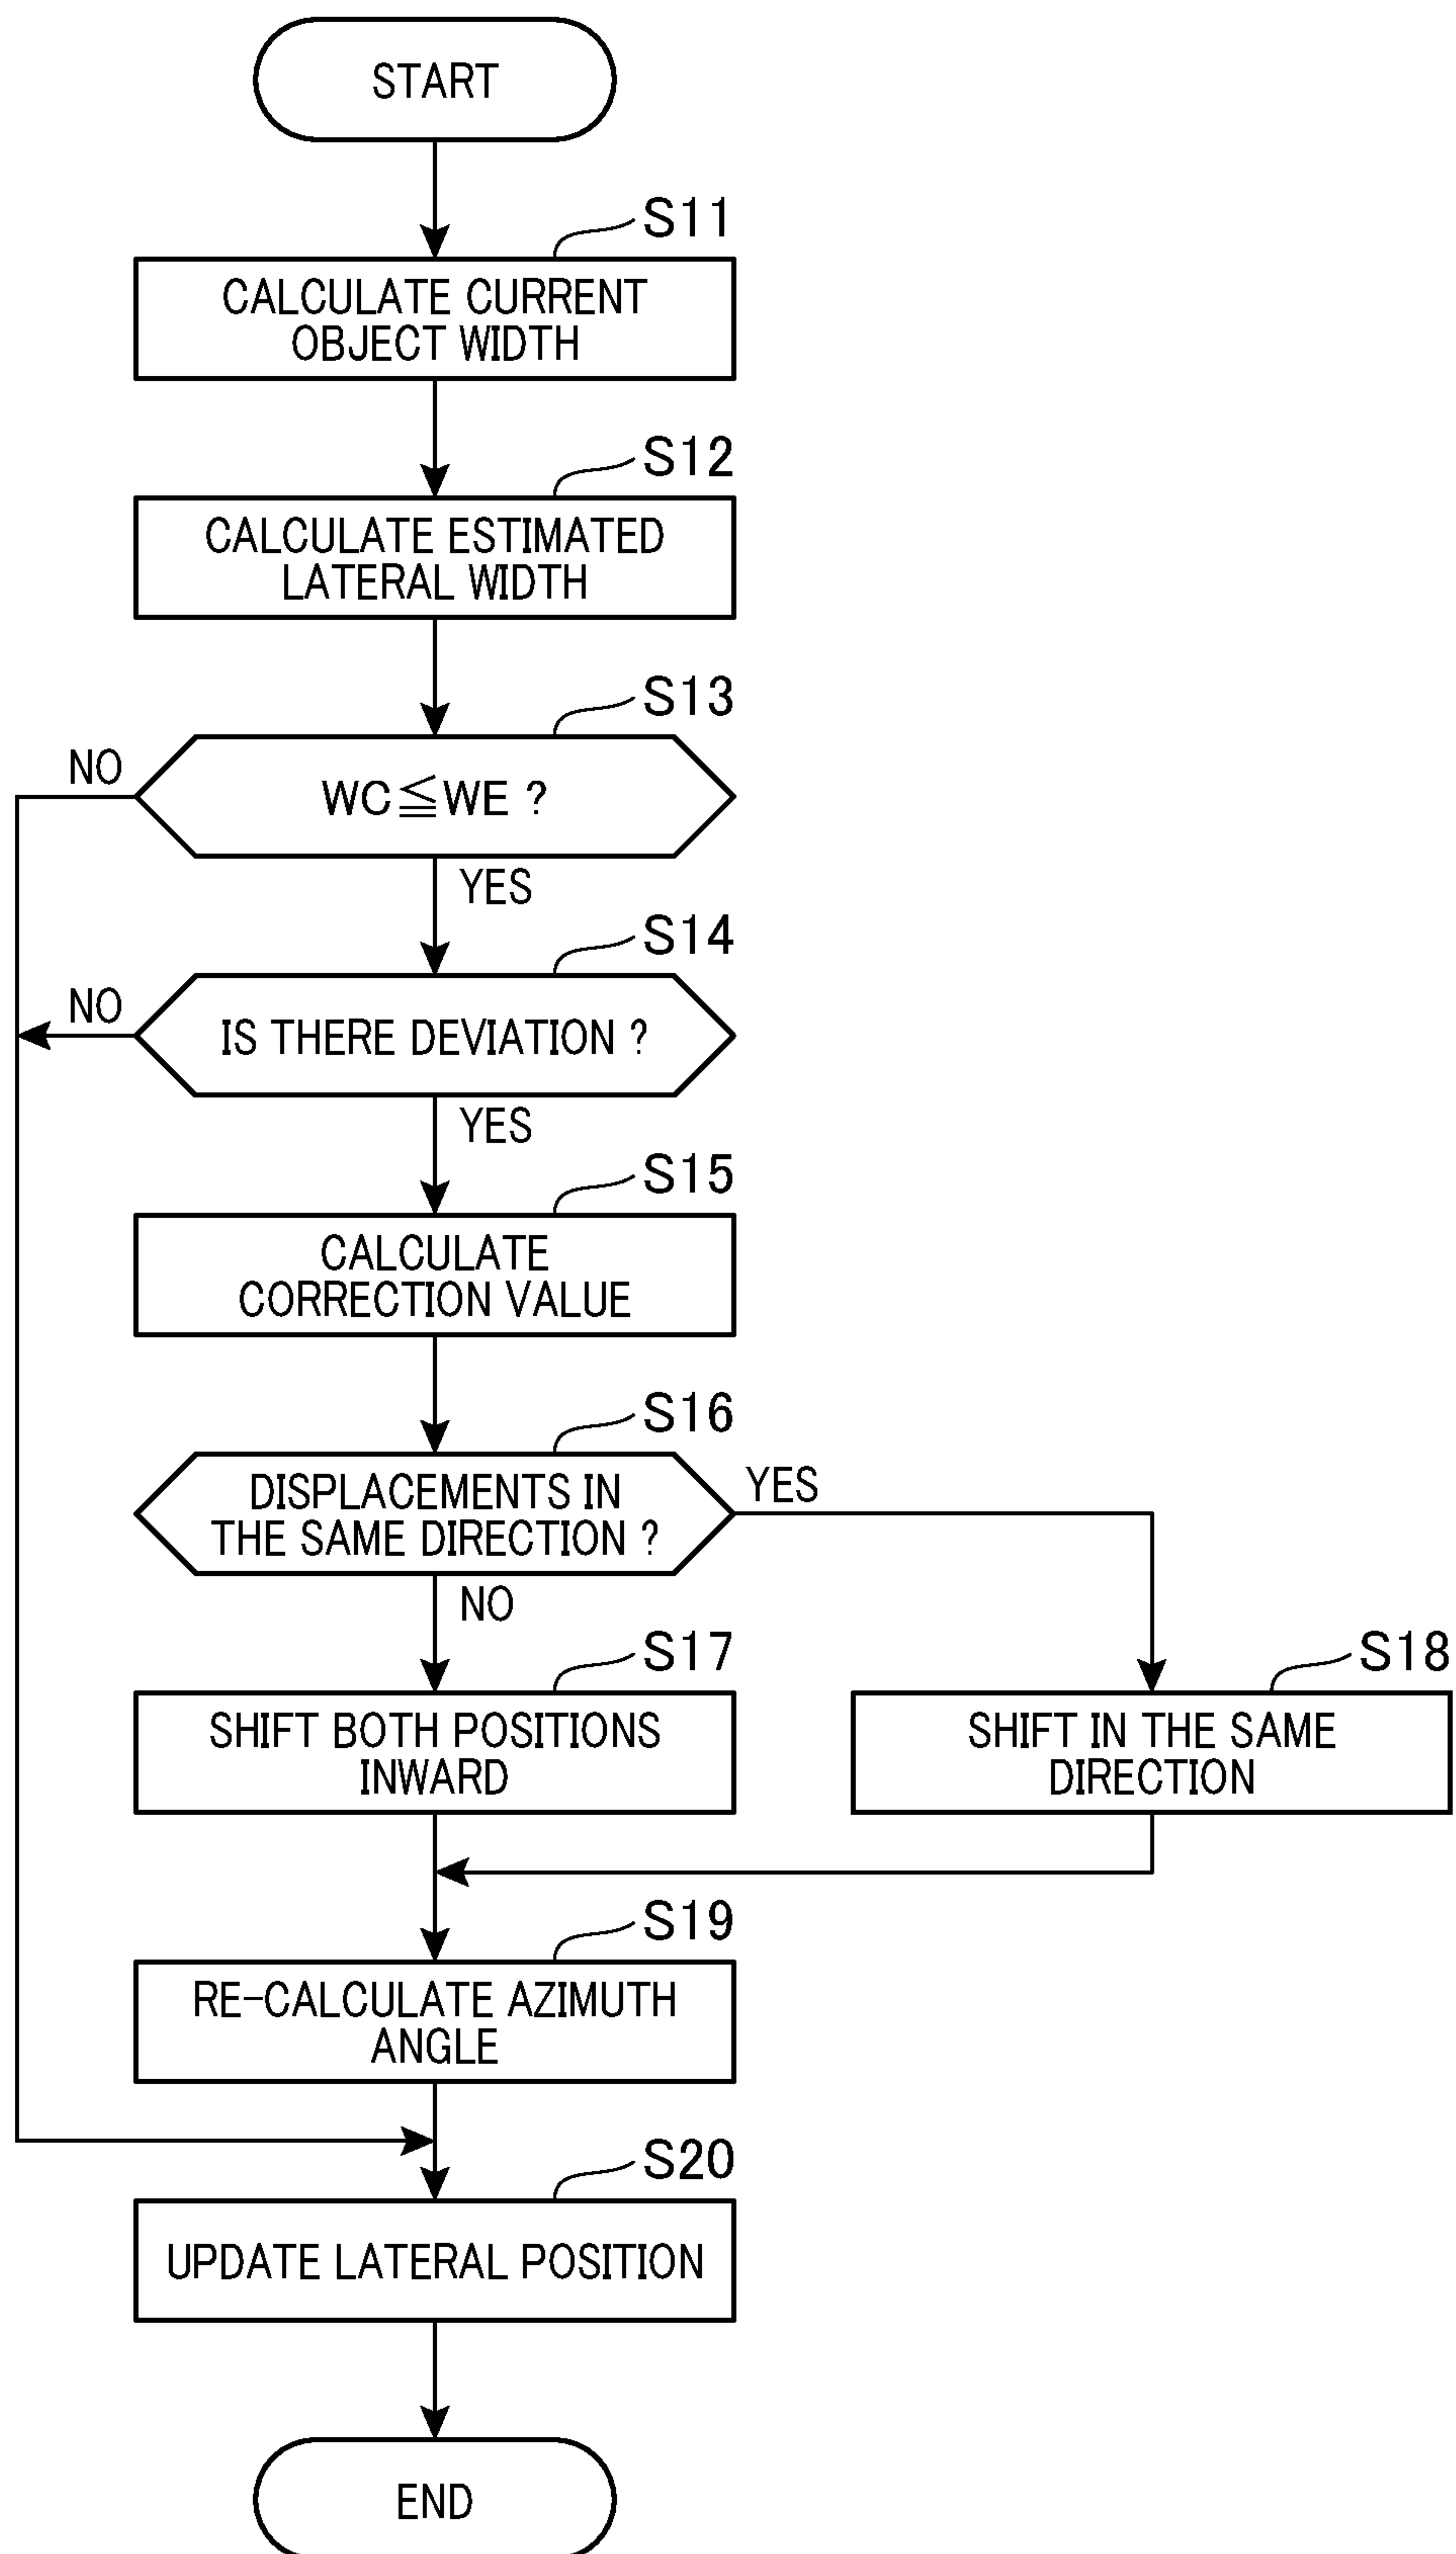 START
S11
CALCULATE CURRENT
OBJECT WIDTH
S12
CALCULATE ESTIMATED
LATERAL WIDTH
S13
NO
WC≦WE ?
YES
S14
NO
IS THERE DEVIATION ?
YES
S15
CALCULATE
CORRECTION VALUE
S16
DISPLACEMENTS IN
THE SAME DIRECTION ?
YES
NO
S17
SHIFT BOTH POSITIONS
INWARD
S18
SHIFT IN THE SAME
DIRECTION
S19
RE-CALCULATE AZIMUTH
ANGLE
S20
UPDATE LATERAL POSITION
END